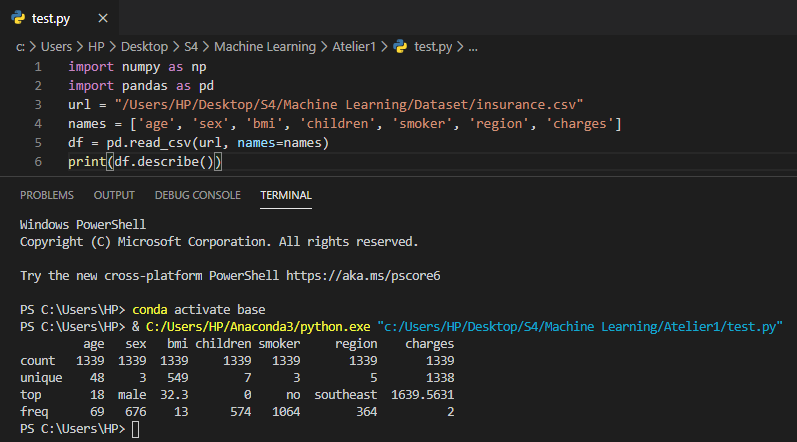 test.py ×
c: > Users > HP > Desktop > S4 > Machine Learning > Atelier1 > test.py > ...
1 import numpy as np
2 import pandas as pd
3 url = "/Users/HP/Desktop/S4/Machine Learning/Dataset/insurance.csv"
4 names = ['age', 'sex', 'bmi', 'children', 'smoker', 'region', 'charges']
5 df = pd.read_csv(url, names=names)
6 print(df.describe())
PROBLEMS OUTPUT DEBUG CONSOLE TERMINAL
Windows PowerShell
Copyright (C) Microsoft Corporation. All rights reserved.
Try the new cross-platform PowerShell https://aka.ms/pscore6
PS C:\Users\HP> conda activate base
PS C:\Users\HP> & C:/Users/HP/Anaconda3/python.exe "c:/Users/HP/Desktop/S4/Machine Learning/Atelier1/test.py"
age sex bmi children smoker region charges
count 1339 1339 1339 1339 1339 1339 1339
unique 48 3 549 7 3 5 1338
top 18 male 32.3 0 no southeast 1639.5631
freq 69 676 13 574 1064 364 2
PS C:\Users\HP>